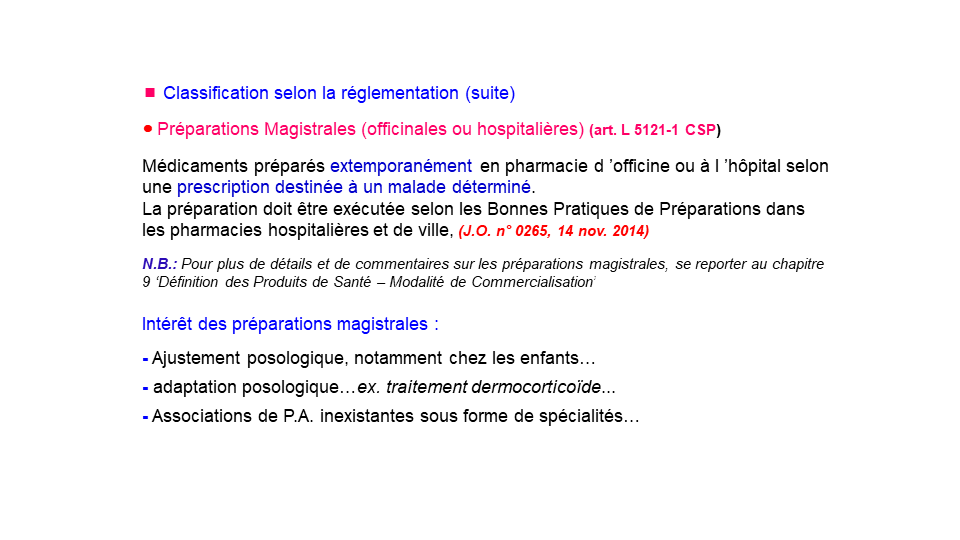 ■ Classification selon la réglementation (suite)
• Préparations Magistrales (officinales ou hospitalières) (art. L 5121-1 CSP)
Médicaments préparés extemporanément en pharmacie d ’officine ou à l ’hôpital selon
une prescription destinée à un malade déterminé.
La préparation doit être exécutée selon les Bonnes Pratiques de Préparations dans
les pharmacies hospitalières et de ville, (J.O. n° 0265, 14 nov. 2014)
N.B.: Pour plus de détails et de commentaires sur les préparations magistrales, se reporter au chapitre
9 ‘Définition des Produits de Santé – Modalité de Commercialisation’
Intérêt des préparations magistrales :
- Ajustement posologique, notamment chez les enfants…
- adaptation posologique…ex. traitement dermocorticoïde...
- Associations de P.A. inexistantes sous forme de spécialités…